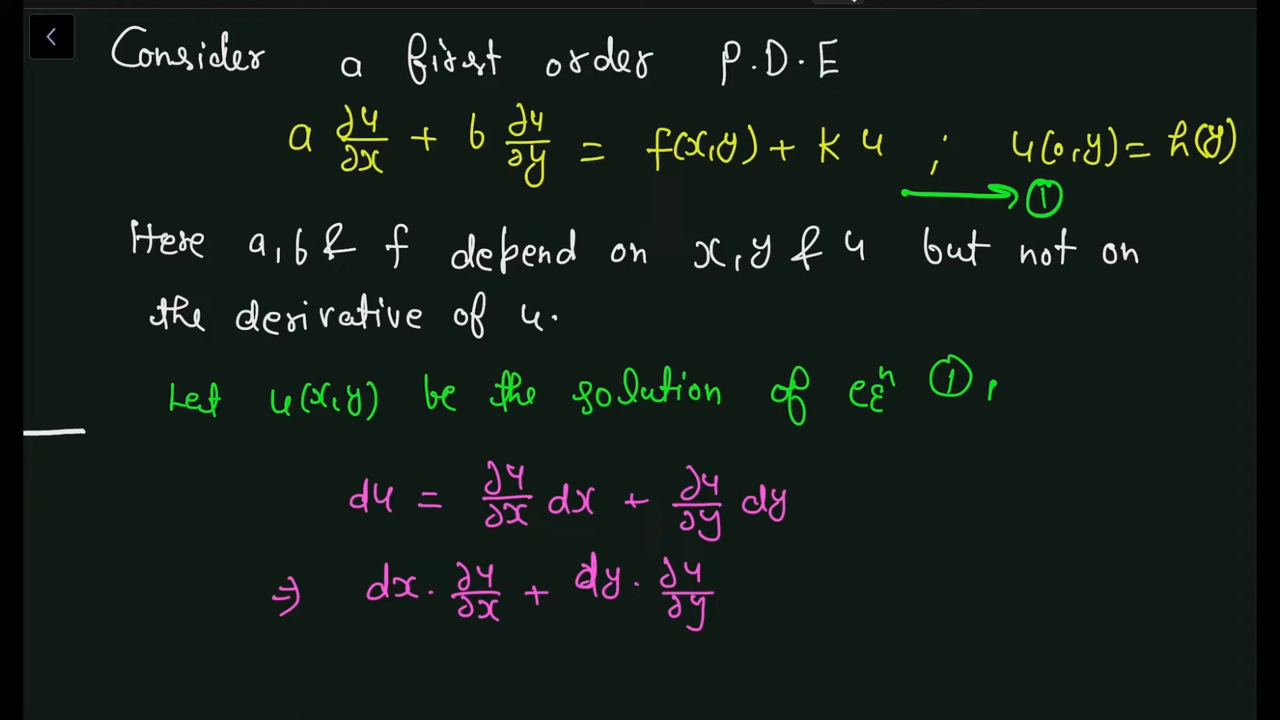 Consider a first order P.D.E
a ∂u/∂x + b ∂u/∂y = f(x,y) + k u ; u(0,y) = h(y)
→ ①
Here a, b & f depend on x, y & u but not on
the derivative of u.
Let u(x,y) be the solution of eqⁿ ①,
du = ∂u/∂x dx + ∂u/∂y dy
⇒ dx · ∂u/∂x + dy · ∂u/∂y